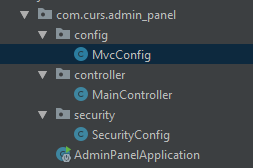 com.curs.admin_panel
config
MvcConfig
controller
MainController
security
SecurityConfig
AdminPanelApplication